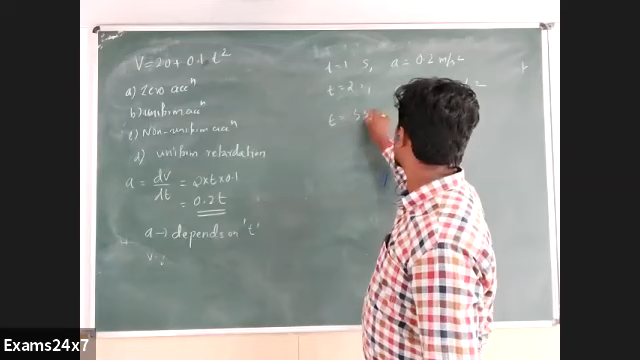 V = 20 + 0.1 t²
a) Zero accⁿ
b) uniform accⁿ
c) Non-uniform accⁿ
d) uniform retardation
a = dv/dt = 2×t×0.1
= 0.2t
a → depends on 't'
t=1 s, a = 0.2 m/s²
t = 2 s,
t =
Exams24x7